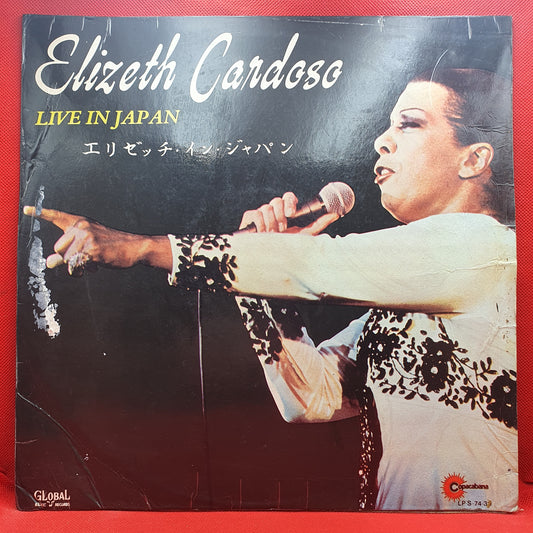 Elizeth Cardoso
LIVE IN JAPAN
エリゼッチ・イン・ジャパン
GLOBAL
RECORDS
Copacabana
LPS-74-39